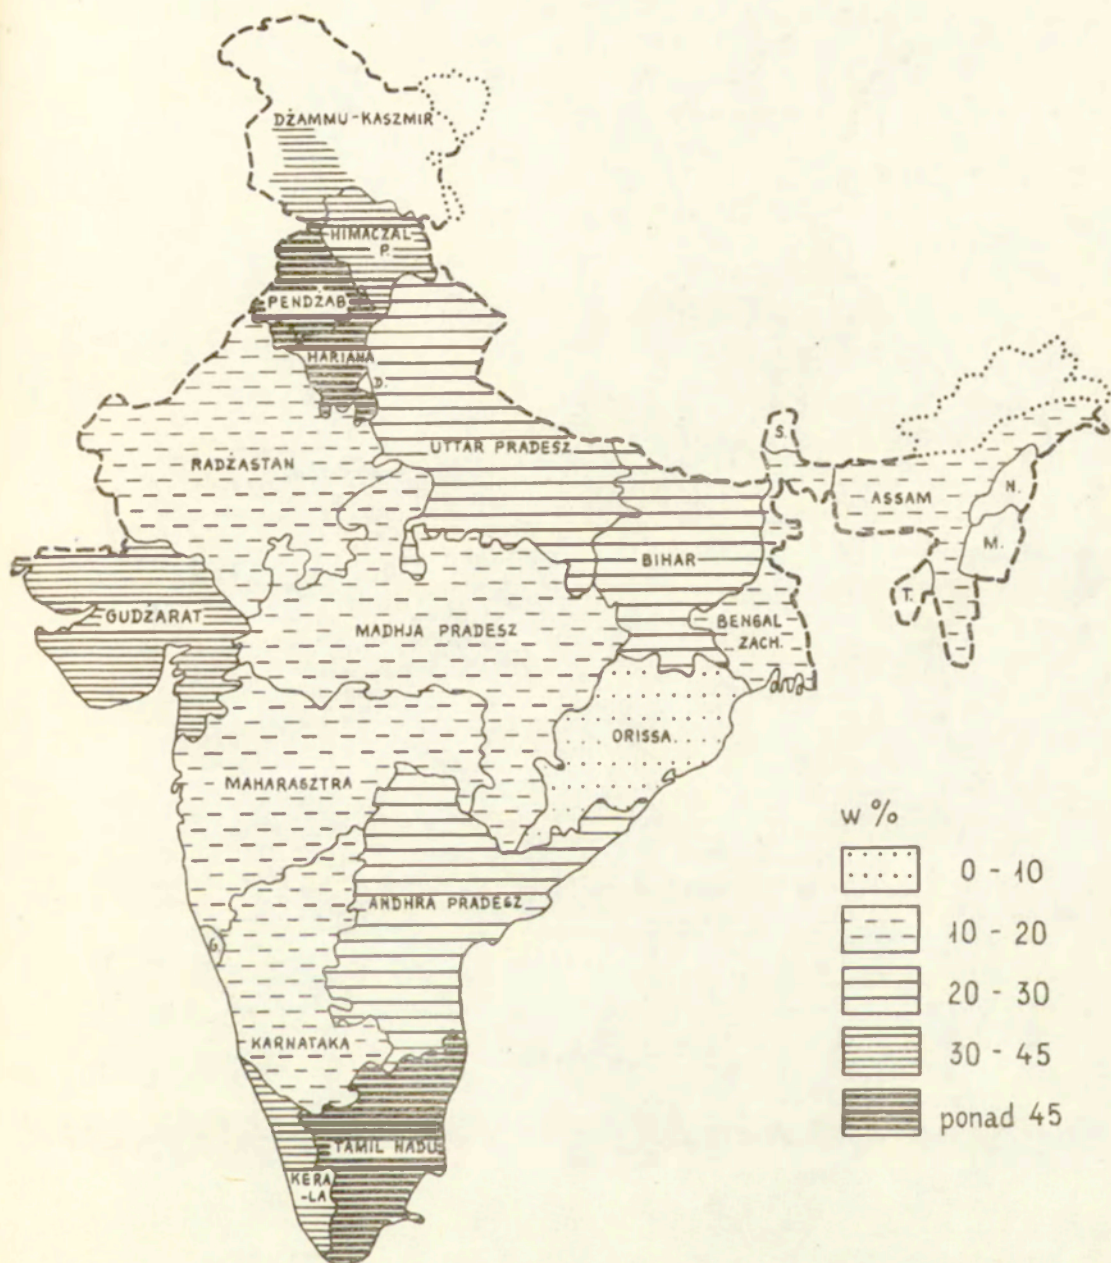 DŻAMMU-KASZMIR
HIMACZAL
P.
PENDŻAB
HARIANA
D.
RADŻASTAN
UTTAR PRADESZ
S.
ASSAM
N.
M.
T.
BIHAR
GUDŻARAT
MADHJA PRADESZ
BENGAL
ZACH.
ORISSA
MAHARASZTRA
ANDHRA PRADESZ
G.
KARNATAKA
TAMIL NADU
KERA
-LA
w %
0 - 10
10 - 20
20 - 30
30 - 45
ponad 45